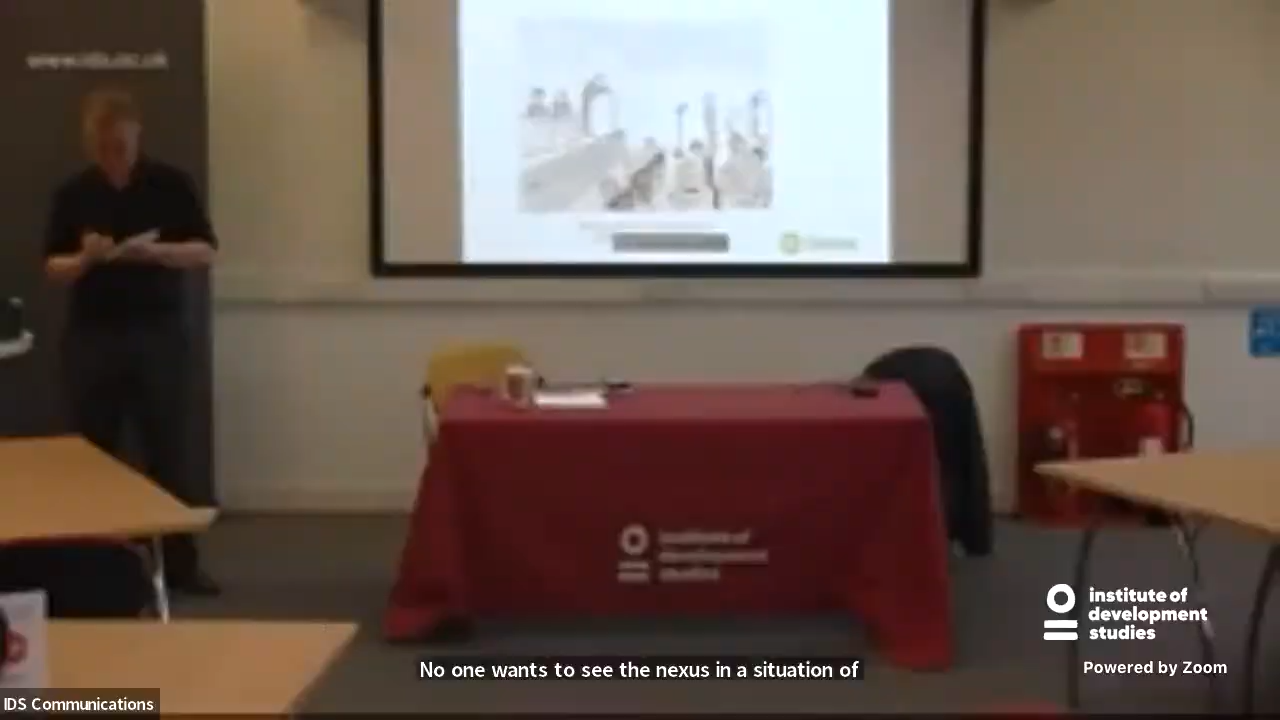 www.ids.ac.uk
institute of
development
studies
institute of
development
studies
Powered by Zoom
No one wants to see the nexus in a situation of
IDS Communications